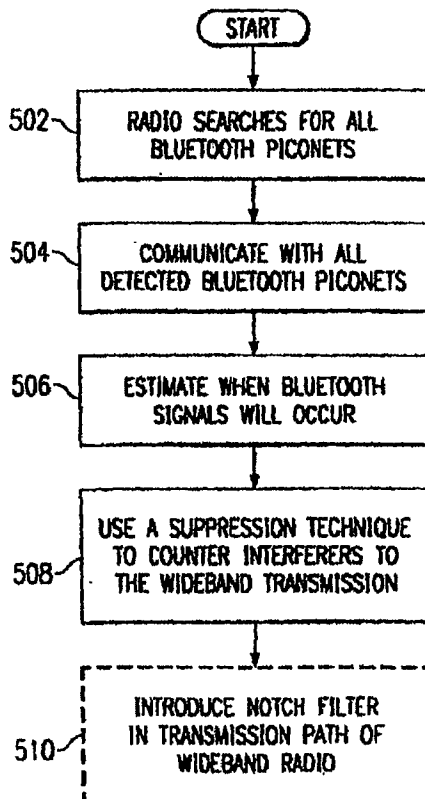 START
502
RADIO SEARCHES FOR ALL
BLUETOOTH PICONETS
504
COMMUNICATE WITH ALL
DETECTED BLUETOOTH PICONETS
506
ESTIMATE WHEN BLUETOOTH
SIGNALS WILL OCCUR
508
USE A SUPPRESSION TECHNIQUE
TO COUNTER INTERFERERS TO
THE WIDEBAND TRANSMISSION
510
INTRODUCE NOTCH FILTER
IN TRANSMISSION PATH OF
WIDEBAND RADIO